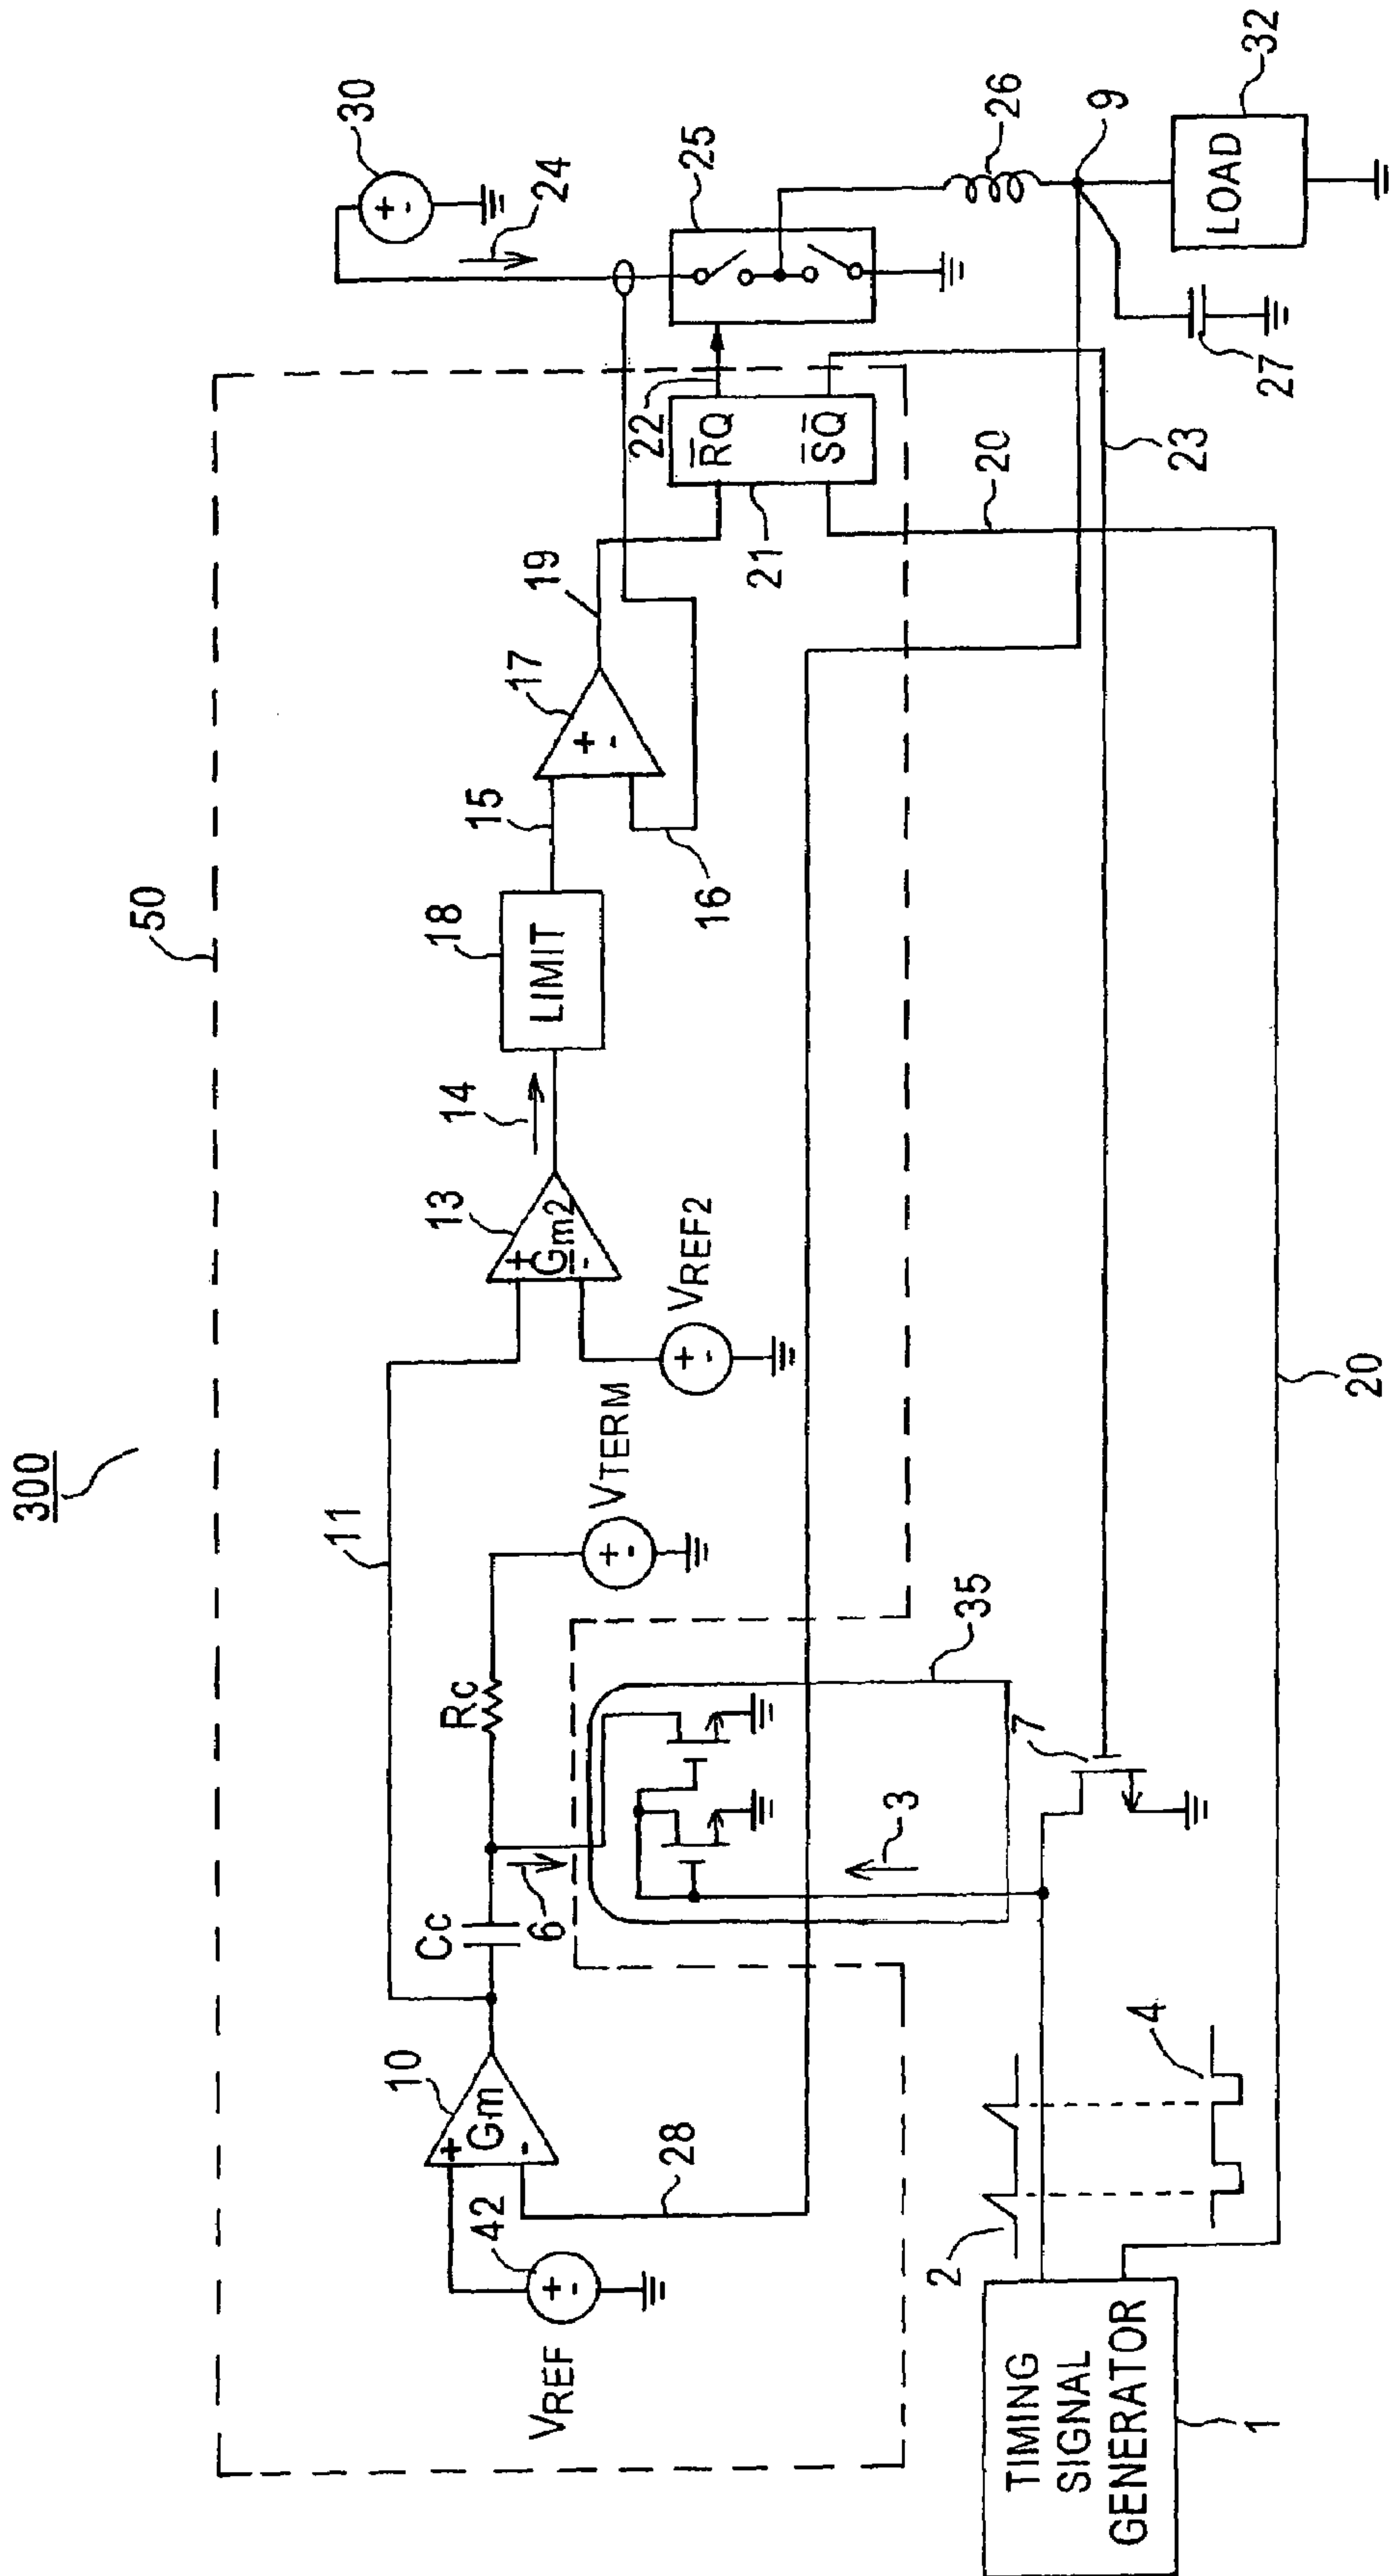 300
50
11
10
Gm
Cc
Rc
6
VTERM
13
Gm2
VREF2
14
18
LIMIT
15
17
16
19
42
VREF
28
30
24
25
22
R̅Q
S̅Q̅
21
20
26
9
27
LOAD
32
23
35
3
7
2
4
TIMING
SIGNAL
GENERATOR
1
20